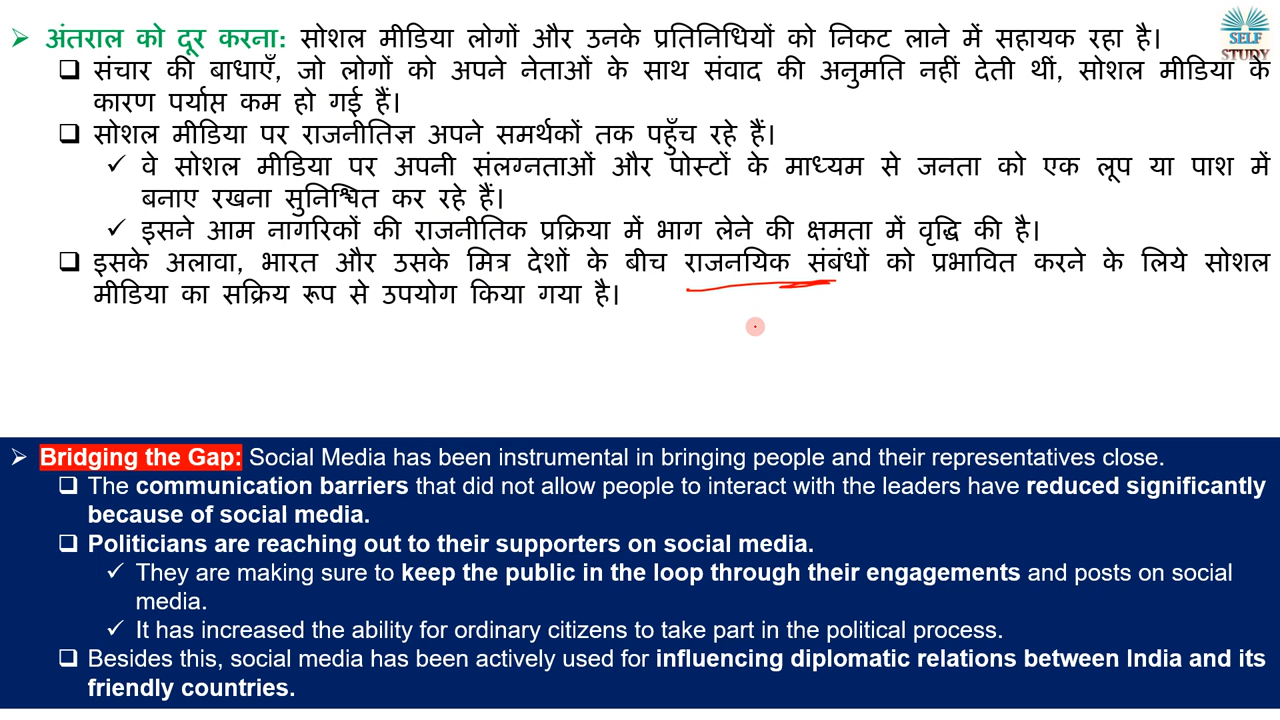 ➢ अंतराल को दूर करना: सोशल मीडिया लोगों और उनके प्रतिनिधियों को निकट लाने में सहायक रहा है।
SELF
STUDY
❑ संचार की बाधाएँ, जो लोगों को अपने नेताओं के साथ संवाद की अनुमति नहीं देती थीं, सोशल मीडिया के
कारण पर्याप्त कम हो गई हैं।
❑ सोशल मीडिया पर राजनीतिज्ञ अपने समर्थकों तक पहुँच रहे हैं।
✓ वे सोशल मीडिया पर अपनी संलग्नताओं और पोस्टों के माध्यम से जनता को एक लूप या पाश में
बनाए रखना सुनिश्चित कर रहे हैं।
✓ इसने आम नागरिकों की राजनीतिक प्रक्रिया में भाग लेने की क्षमता में वृद्धि की है।
❑ इसके अलावा, भारत और उसके मित्र देशों के बीच राजनयिक संबंधों को प्रभावित करने के लिये सोशल
मीडिया का सक्रिय रूप से उपयोग किया गया है।
➢ Bridging the Gap: Social Media has been instrumental in bringing people and their representatives close.
❑ The communication barriers that did not allow people to interact with the leaders have reduced significantly
because of social media.
❑ Politicians are reaching out to their supporters on social media.
✓ They are making sure to keep the public in the loop through their engagements and posts on social
media.
✓ It has increased the ability for ordinary citizens to take part in the political process.
❑ Besides this, social media has been actively used for influencing diplomatic relations between India and its
friendly countries.